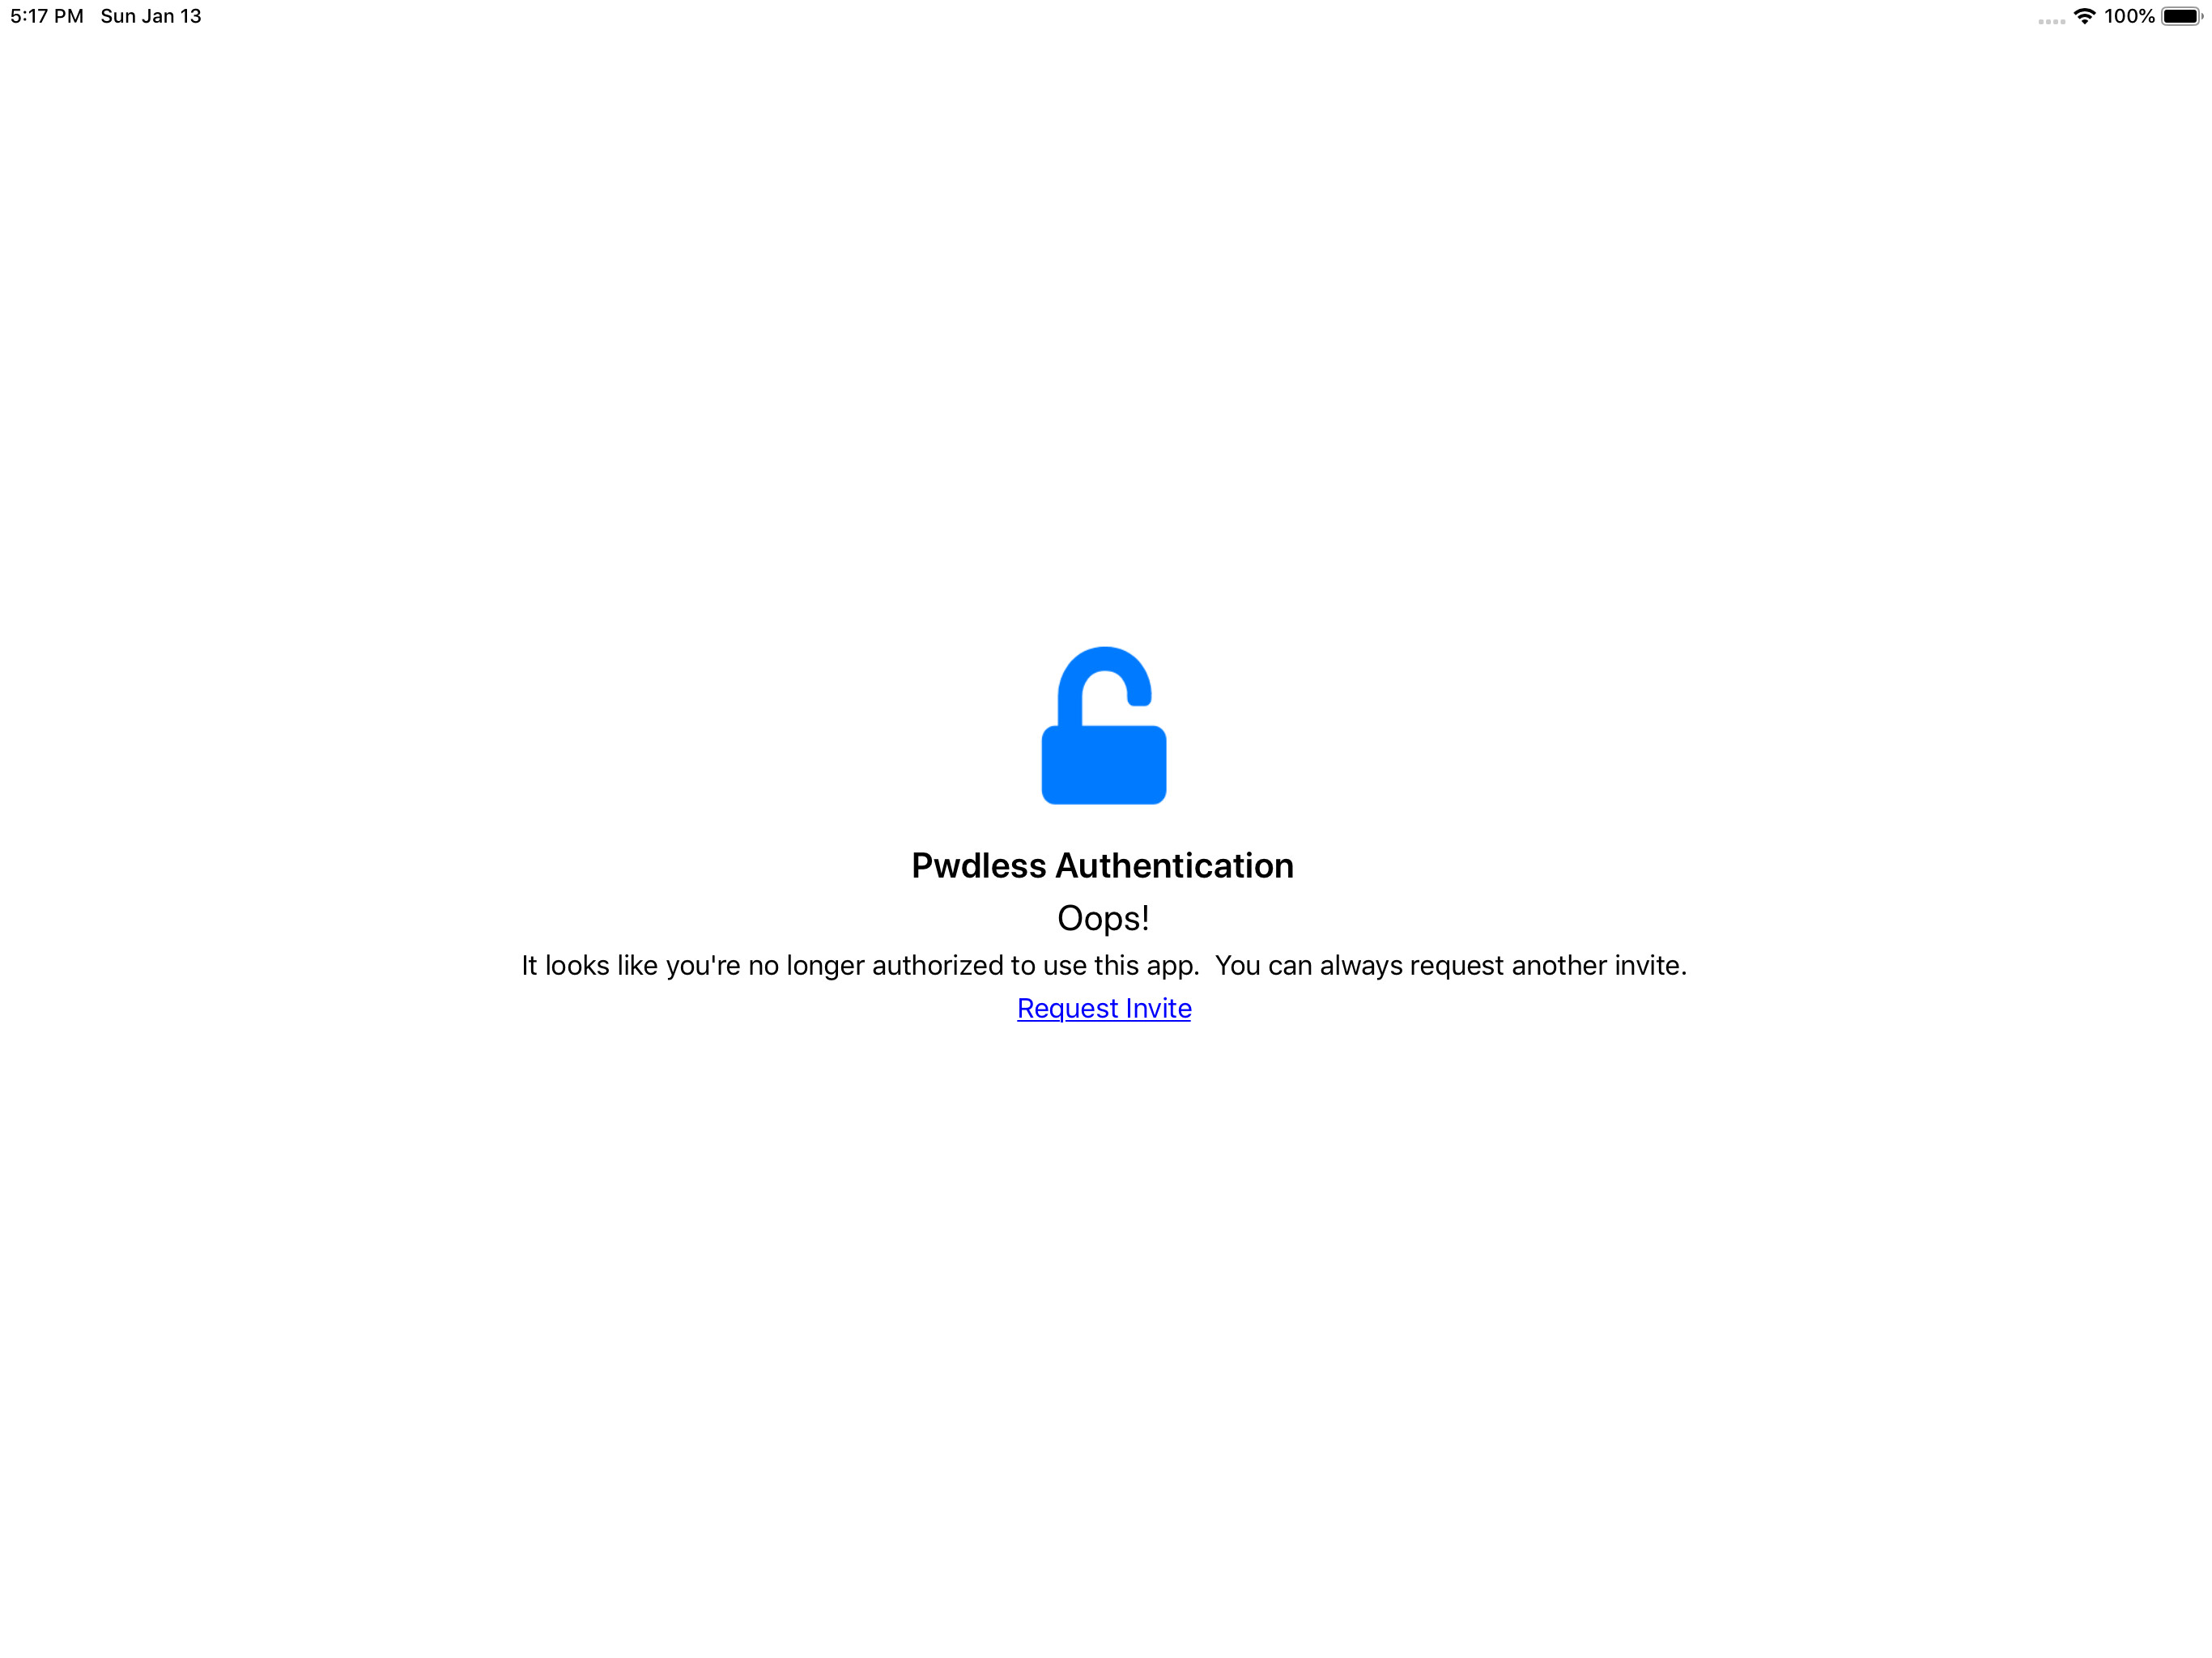 5:17 PM Sun Jan 13 100%
Pwdless Authentication
Oops!
It looks like you're no longer authorized to use this app.  You can always request another invite.
Request Invite